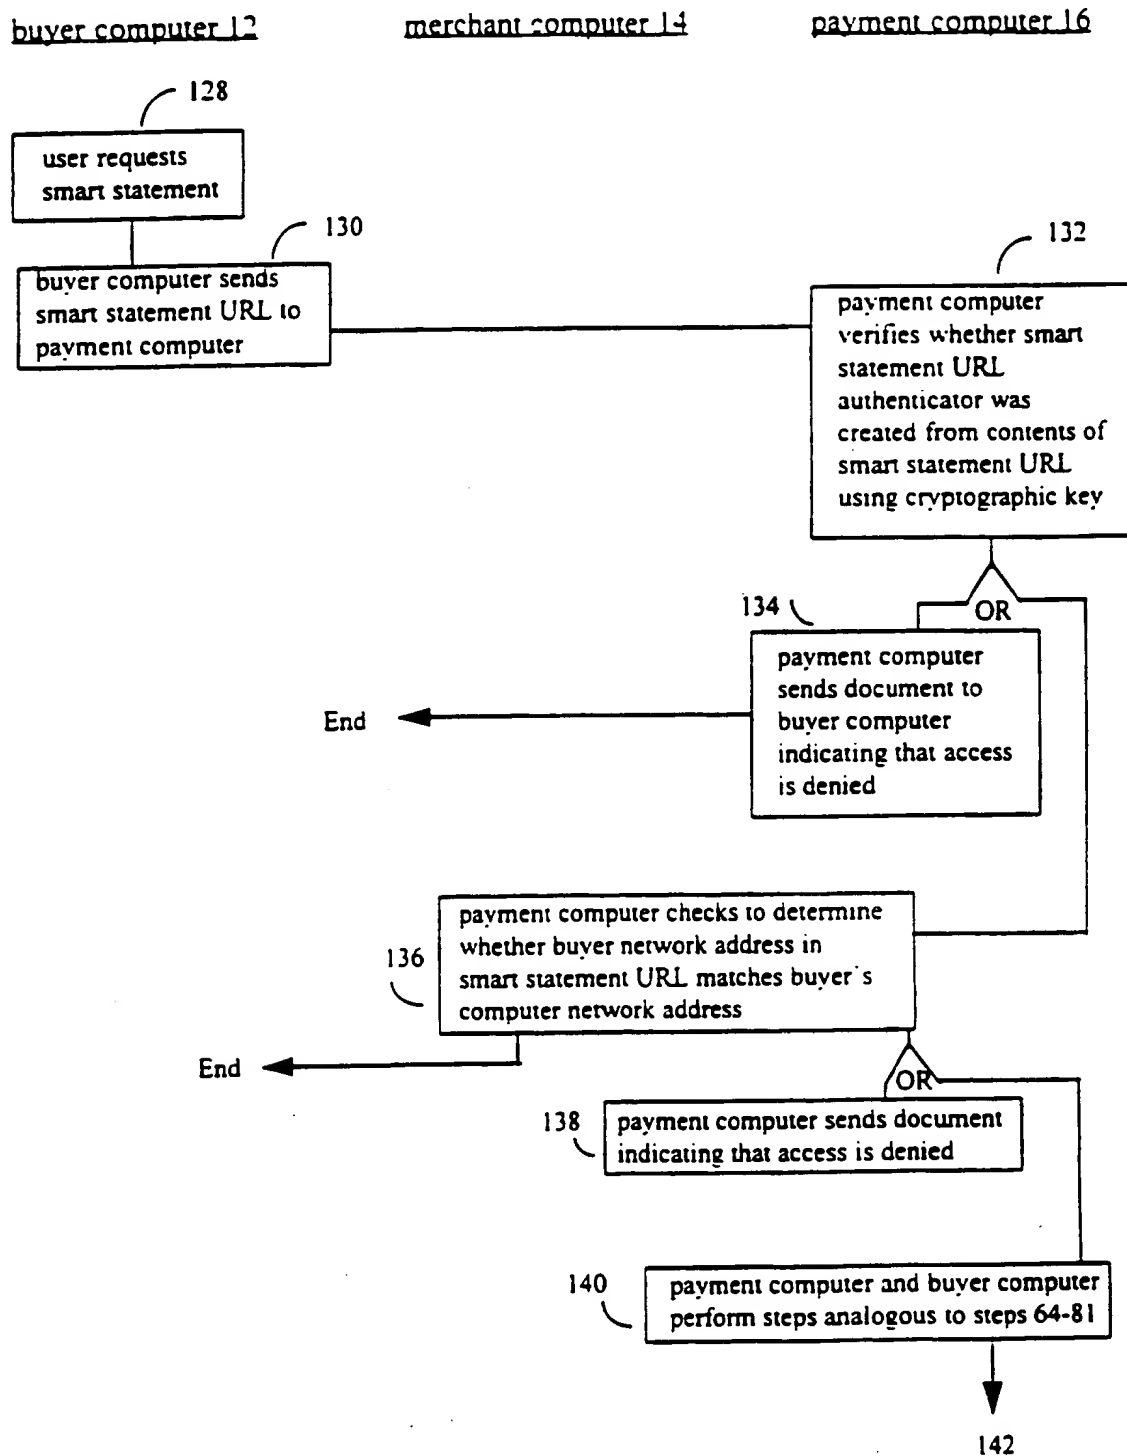 buyer computer 12
merchant computer 14
payment computer 16
128
user requests
smart statement
130
buyer computer sends
smart statement URL to
payment computer
132
payment computer
verifies whether smart
statement URL
authenticator was
created from contents of
smart statement URL
using cryptographic key
OR
134
payment computer
sends document to
buyer computer
indicating that access
is denied
End
136
payment computer checks to determine
whether buyer network address in
smart statement URL matches buyer's
computer network address
End
OR
138
payment computer sends document
indicating that access is denied
140
payment computer and buyer computer
perform steps analogous to steps 64-81
142